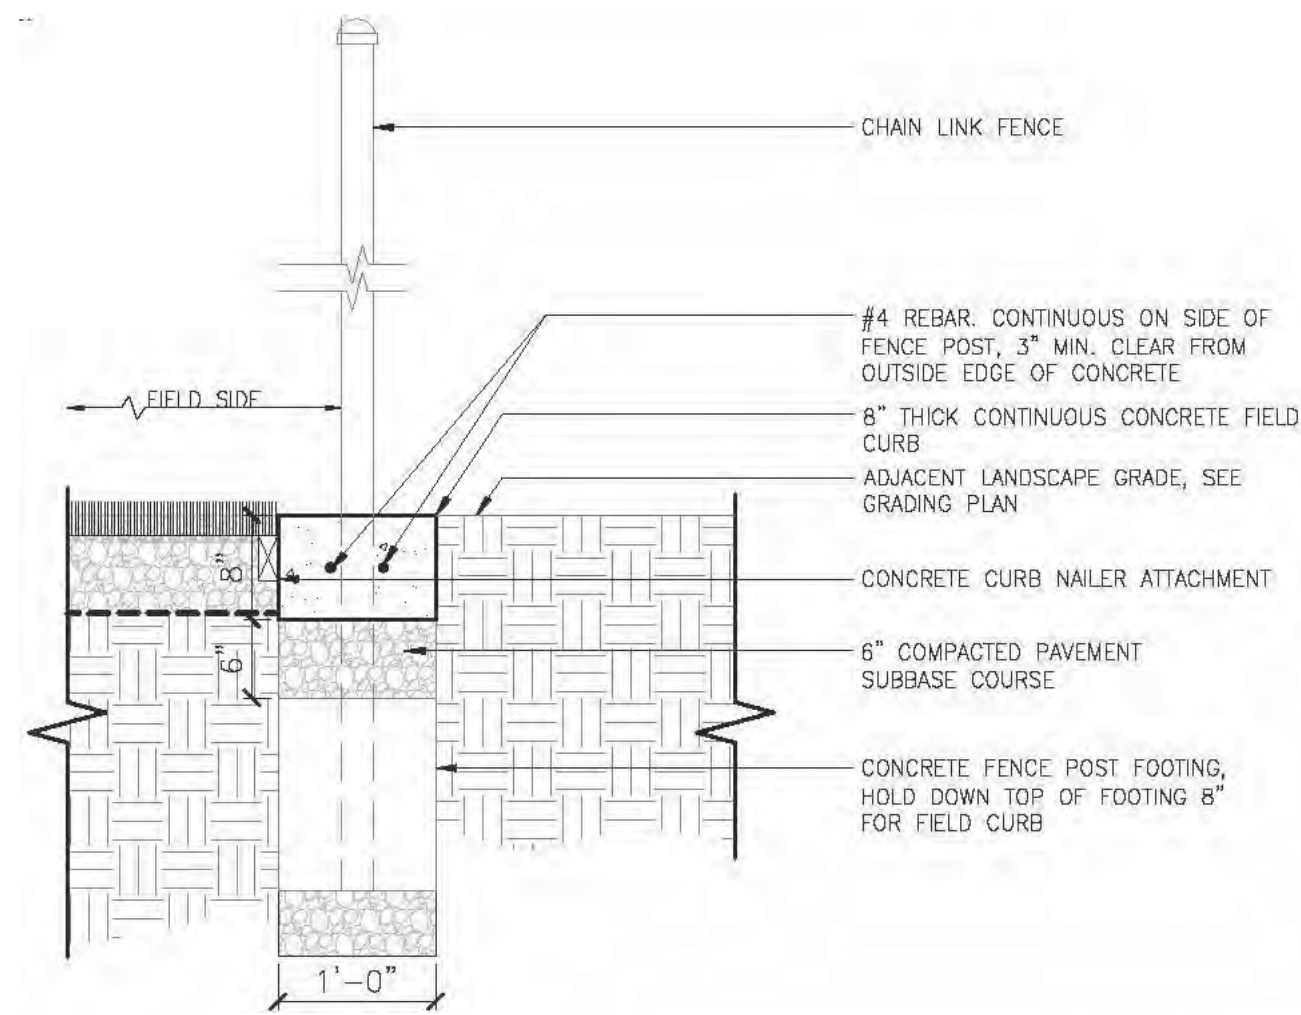 CHAIN LINK FENCE
#4 REBAR. CONTINUOUS ON SIDE OF
FENCE POST, 3" MIN. CLEAR FROM
OUTSIDE EDGE OF CONCRETE
FIELD SIDE
8" THICK CONTINUOUS CONCRETE FIELD
CURB
ADJACENT LANDSCAPE GRADE, SEE
GRADING PLAN
8"
CONCRETE CURB NAILER ATTACHMENT
6"
6" COMPACTED PAVEMENT
SUBBASE COURSE
CONCRETE FENCE POST FOOTING,
HOLD DOWN TOP OF FOOTING 8"
FOR FIELD CURB
1'-0"